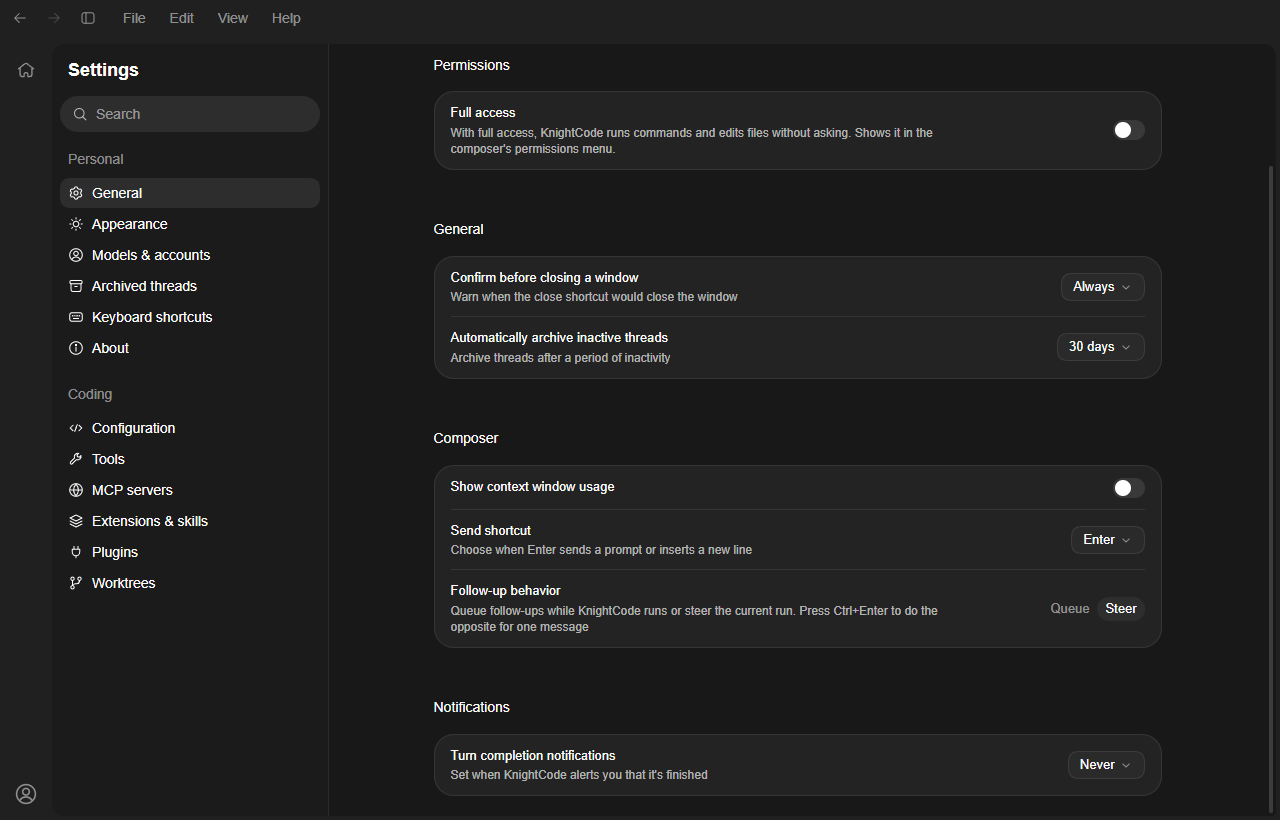 File Edit View Help
Settings
Search
Personal
General
Appearance
Models & accounts
Archived threads
Keyboard shortcuts
About
Coding
Configuration
Tools
MCP servers
Extensions & skills
Plugins
Worktrees
Permissions
Full access
With full access, KnightCode runs commands and edits files without asking. Shows it in the
composer's permissions menu.
General
Confirm before closing a window
Warn when the close shortcut would close the window
Always
Automatically archive inactive threads
Archive threads after a period of inactivity
30 days
Composer
Show context window usage
Send shortcut
Choose when Enter sends a prompt or inserts a new line
Enter
Follow-up behavior
Queue follow-ups while KnightCode runs or steer the current run. Press Ctrl+Enter to do the
opposite for one message
Queue Steer
Notifications
Turn completion notifications
Set when KnightCode alerts you that it's finished
Never